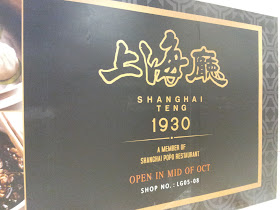 上海廳
SHANGHAI
TENG
1930
A MEMBER OF
SHANGHAI POPO RESTAURANT
OPEN IN MID OF OCT
SHOP NO.: LG05-08